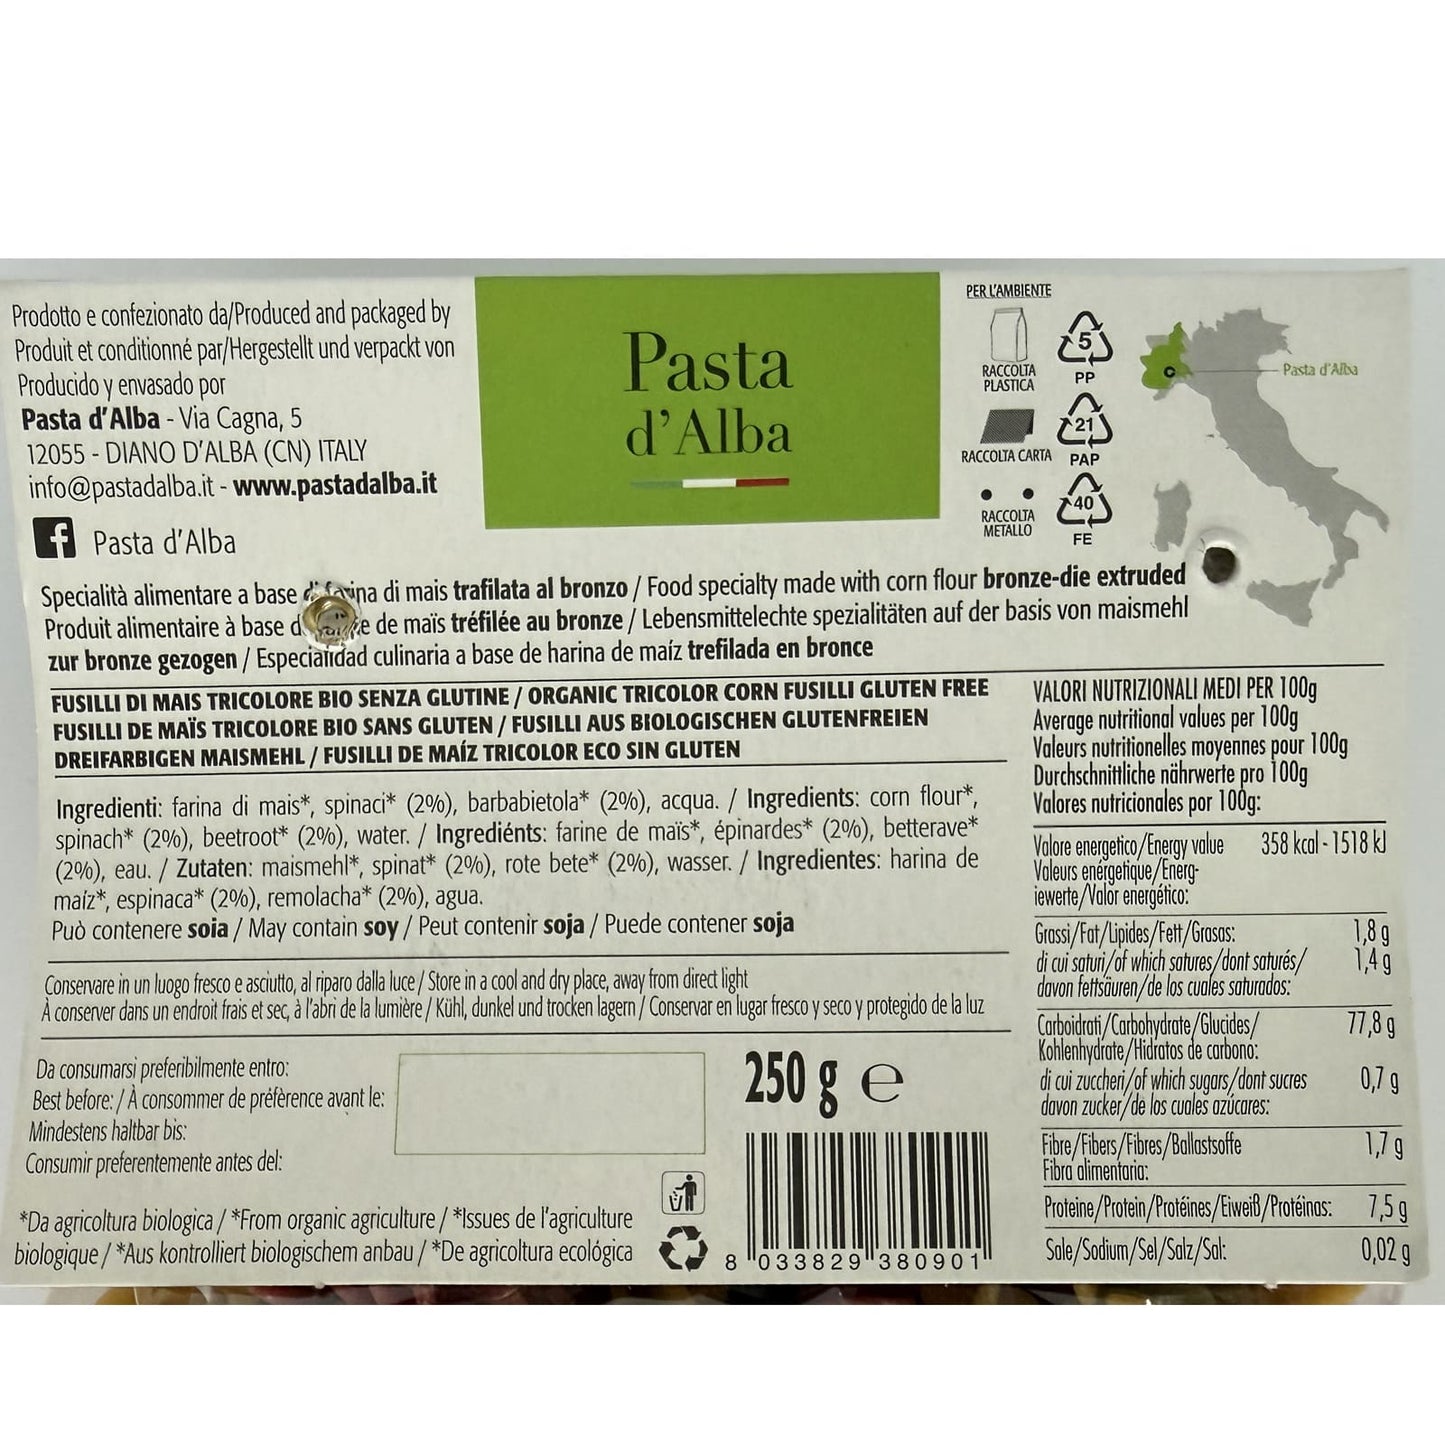 Prodotto e confezionato da/Produced and packaged by
Produit et conditionné par/Hergestellt und verpackt von
Producido y envasado por
Pasta d'Alba - Via Cagna, 5
12055 - DIANO D'ALBA (CN) ITALY
info@pastadalba.it - www.pastadalba.it
f Pasta d'Alba
Pasta
d'Alba
PER L'AMBIENTE
RACCOLTA
PLASTICA
5
PP
RACCOLTA CARTA
21
PAP
RACCOLTA
METALLO
40
FE
C
Pasta d'Alba
Specialità alimentare a base di mais trafilata al bronzo / Food specialty made with corn flour bronze-die extruded
Produit alimentaire à base de maïs tréfilée au bronze / Lebensmittelechte spezialitäten auf der basis von maismehl
zur bronze gezogen / Especialidad culinaria a base de harina de maíz trefilada en bronce
FUSILLI DI MAIS TRICOLORE BIO SENZA GLUTINE / ORGANIC TRICOLOR CORN FUSILLI GLUTEN FREE
FUSILLI DE MAÏS TRICOLORE BIO SANS GLUTEN / FUSILLI AUS BIOLOGISCHEN GLUTENFREIEN
DREIFARBIGEN MAISMEHL / FUSILLI DE MAÍZ TRICOLOR ECO SIN GLUTEN
Ingredienti: farina di mais*, spinaci* (2%), barbabietola* (2%), acqua. / Ingredients: corn flour*,
spinach* (2%), beetroot* (2%), water. / Ingrediénts: farine de maïs*, épinardes* (2%), betterave*
(2%), eau. / Zutaten: maismehl*, spinat* (2%), rote bete* (2%), wasser. / Ingredientes: harina de
maíz*, espinaca* (2%), remolacha* (2%), agua.
Può contenere soia / May contain soy / Peut contenir soja / Puede contener soja
Conservare in un luogo fresco e asciutto, al riparo dalla luce / Store in a cool and dry place, away from direct light
À conserver dans un endroit frais et sec, à l'abri de la lumière / Kühl, dunkel und trocken lagern / Conservar en lugar fresco y seco y protegido de la luz
Da consumarsi preferibilmente entro:
Best before: / À consommer de préfèrence avant le:
Mindestens haltbar bis:
Consumir preferentemente antes del:
*Da agricoltura biologica / *From organic agriculture / *Issues de l'agriculture
biologique / *Aus kontrolliert biologischem anbau / *De agricoltura ecológica
250 g e
8 033829 380901
VALORI NUTRIZIONALI MEDI PER 100g
Average nutritional values per 100g
Valeurs nutritionelles moyennes pour 100g
Durchschnittliche nährwerte pro 100g
Valores nutricionales por 100g:
Valore energetico/Energy value 358 kcal - 1518 kJ
Valeurs enérgetique/Energ-
iewerte/Valor energético:
Grassi/Fat/Lipides/Fett/Grasas: 1,8 g
di cui saturi/of which satures/dont saturés/ 1,4 g
davon fettsäuren/de los cuales saturados:
Carboidrati/Carbohydrate/Glucides/ 77,8 g
Kohlenhydrate/Hidratos de carbono:
di cui zuccheri/of which sugars/dont sucres 0,7 g
davon zucker/de los cuales azúcares:
Fibre/Fibers/Fibres/Ballastsoffe 1,7 g
Fibra alimentaria:
Proteine/Protein/Protéines/Eiweiß/Protéinas: 7,5 g
Sale/Sodium/Sel/Salz/Sal: 0,02 g